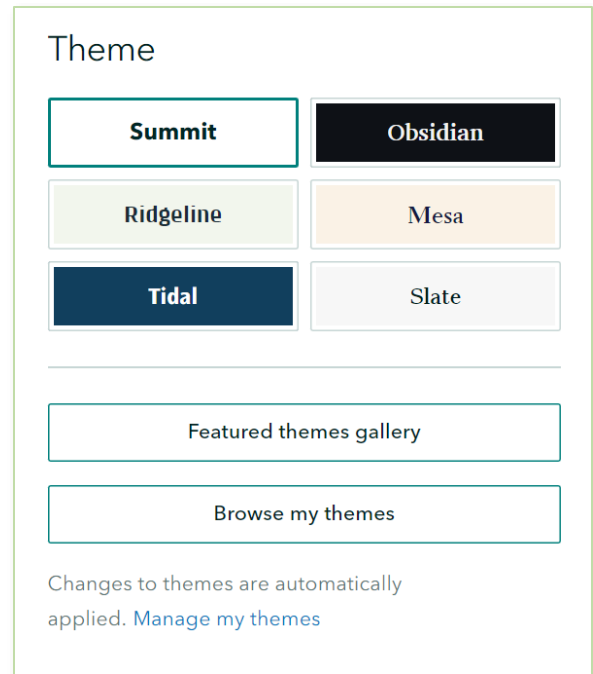 Theme
Summit
Obsidian
Ridgeline
Mesa
Tidal
Slate
Featured themes gallery
Browse my themes
Changes to themes are automatically
applied. Manage my themes